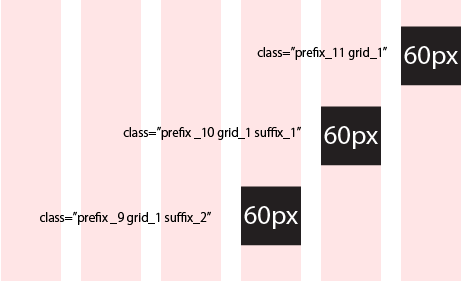 class=”prefix_11 grid_1”
60px
class=”prefix _10 grid_1 suffix_1”
60px
class=”prefix _9 grid_1 suffix_2”
60px